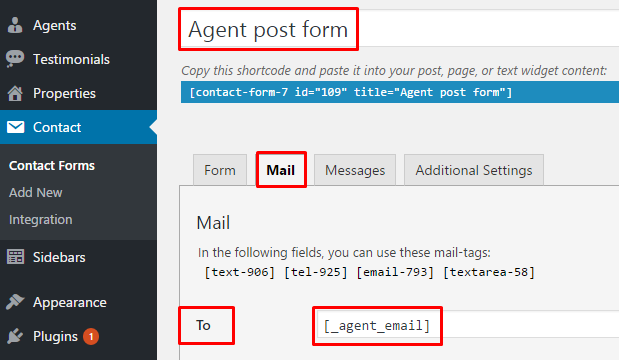 Agents
Testimonials
Properties
Contact
Contact Forms
Add New
Integration
Sidebars
Appearance
Plugins 1
Agent post form
Copy this shortcode and paste it into your post, page, or text widget content:
[contact-form-7 id="109" title="Agent post form"]
Form Mail Messages Additional Settings
Mail
In the following fields, you can use these mail-tags:
[text-906] [tel-925] [email-793] [textarea-58]
To [_agent_email]